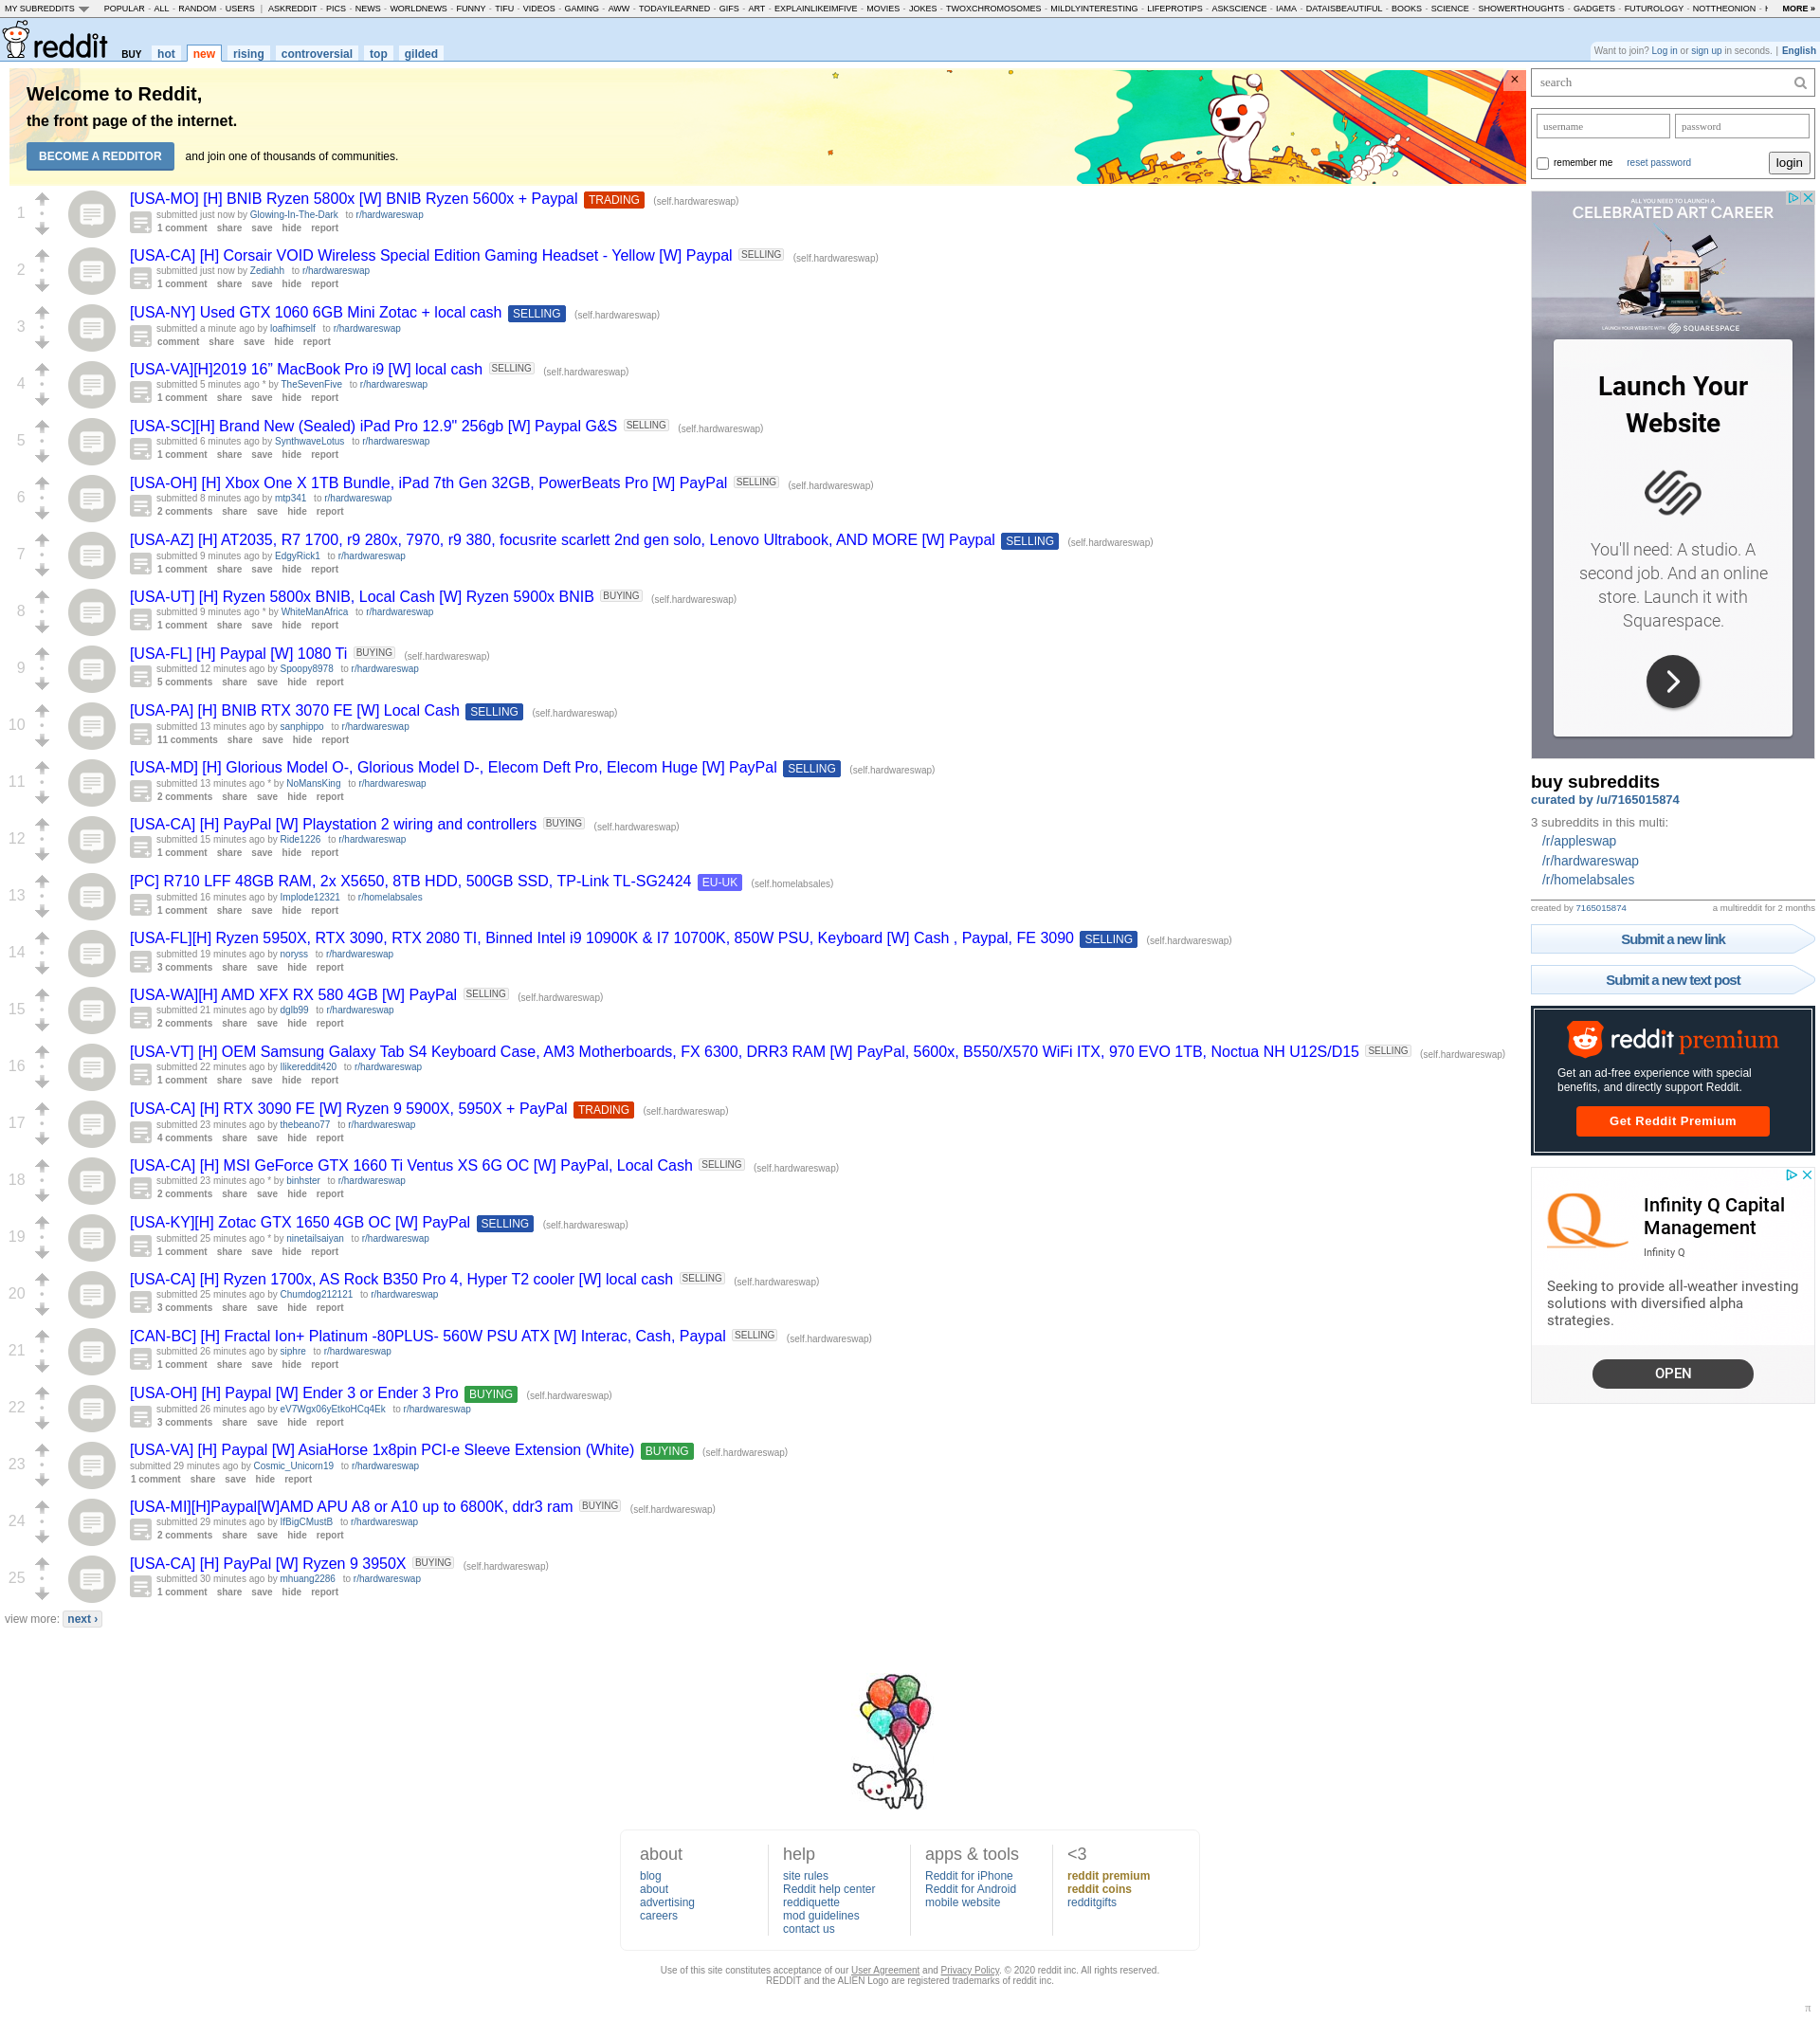 MY SUBREDDITS POPULAR - ALL - RANDOM - USERS | ASKREDDIT - PICS - NEWS - WORLDNEWS - FUNNY - TIFU - VIDEOS - GAMING - AWW - TODAYILEARNED - GIFS - ART - EXPLAINLIKEIMFIVE - MOVIES - JOKES - TWOXCHROMOSOMES - MILDLYINTERESTING - LIFEPROTIPS - ASKSCIENCE - IAMA - DATAISBEAUTIFUL - BOOKS - SCIENCE - SHOWERTHOUGHTS - GADGETS - FUTUROLOGY - NOTTHEONION - MORE »
reddit BUY hot new rising controversial top gilded
Want to join? Log in or sign up in seconds. | English
Welcome to Reddit,
the front page of the internet.
BECOME A REDDITOR and join one of thousands of communities.
×
1
[USA-MO] [H] BNIB Ryzen 5800x [W] BNIB Ryzen 5600x + Paypal TRADING (self.hardwareswap)
submitted just now by Glowing-In-The-Dark to r/hardwareswap
1 comment share save hide report
2
[USA-CA] [H] Corsair VOID Wireless Special Edition Gaming Headset - Yellow [W] Paypal SELLING (self.hardwareswap)
submitted just now by Zediahh to r/hardwareswap
1 comment share save hide report
3
[USA-NY] Used GTX 1060 6GB Mini Zotac + local cash SELLING (self.hardwareswap)
submitted a minute ago by loafhimself to r/hardwareswap
comment share save hide report
4
[USA-VA][H]2019 16” MacBook Pro i9 [W] local cash SELLING (self.hardwareswap)
submitted 5 minutes ago * by TheSevenFive to r/hardwareswap
1 comment share save hide report
5
[USA-SC][H] Brand New (Sealed) iPad Pro 12.9" 256gb [W] Paypal G&S SELLING (self.hardwareswap)
submitted 6 minutes ago by SynthwaveLotus to r/hardwareswap
1 comment share save hide report
6
[USA-OH] [H] Xbox One X 1TB Bundle, iPad 7th Gen 32GB, PowerBeats Pro [W] PayPal SELLING (self.hardwareswap)
submitted 8 minutes ago by mtp341 to r/hardwareswap
2 comments share save hide report
7
[USA-AZ] [H] AT2035, R7 1700, r9 280x, 7970, r9 380, focusrite scarlett 2nd gen solo, Lenovo Ultrabook, AND MORE [W] Paypal SELLING (self.hardwareswap)
submitted 9 minutes ago by EdgyRick1 to r/hardwareswap
1 comment share save hide report
8
[USA-UT] [H] Ryzen 5800x BNIB, Local Cash [W] Ryzen 5900x BNIB BUYING (self.hardwareswap)
submitted 9 minutes ago * by WhiteManAfrica to r/hardwareswap
1 comment share save hide report
9
[USA-FL] [H] Paypal [W] 1080 Ti BUYING (self.hardwareswap)
submitted 12 minutes ago by Spoopy8978 to r/hardwareswap
5 comments share save hide report
10
[USA-PA] [H] BNIB RTX 3070 FE [W] Local Cash SELLING (self.hardwareswap)
submitted 13 minutes ago by sanphippo to r/hardwareswap
11 comments share save hide report
11
[USA-MD] [H] Glorious Model O-, Glorious Model D-, Elecom Deft Pro, Elecom Huge [W] PayPal SELLING (self.hardwareswap)
submitted 13 minutes ago * by NoMansKing to r/hardwareswap
2 comments share save hide report
12
[USA-CA] [H] PayPal [W] Playstation 2 wiring and controllers BUYING (self.hardwareswap)
submitted 15 minutes ago by Ride1226 to r/hardwareswap
1 comment share save hide report
13
[PC] R710 LFF 48GB RAM, 2x X5650, 8TB HDD, 500GB SSD, TP-Link TL-SG2424 EU-UK (self.homelabsales)
submitted 16 minutes ago by Implode12321 to r/homelabsales
1 comment share save hide report
14
[USA-FL][H] Ryzen 5950X, RTX 3090, RTX 2080 TI, Binned Intel i9 10900K & I7 10700K, 850W PSU, Keyboard [W] Cash , Paypal, FE 3090 SELLING (self.hardwareswap)
submitted 19 minutes ago by noryss to r/hardwareswap
3 comments share save hide report
15
[USA-WA][H] AMD XFX RX 580 4GB [W] PayPal SELLING (self.hardwareswap)
submitted 21 minutes ago by dglb99 to r/hardwareswap
2 comments share save hide report
16
[USA-VT] [H] OEM Samsung Galaxy Tab S4 Keyboard Case, AM3 Motherboards, FX 6300, DRR3 RAM [W] PayPal, 5600x, B550/X570 WiFi ITX, 970 EVO 1TB, Noctua NH U12S/D15 SELLING (self.hardwareswap)
submitted 22 minutes ago by Ilikereddit420 to r/hardwareswap
1 comment share save hide report
17
[USA-CA] [H] RTX 3090 FE [W] Ryzen 9 5900X, 5950X + PayPal TRADING (self.hardwareswap)
submitted 23 minutes ago by thebeano77 to r/hardwareswap
4 comments share save hide report
18
[USA-CA] [H] MSI GeForce GTX 1660 Ti Ventus XS 6G OC [W] PayPal, Local Cash SELLING (self.hardwareswap)
submitted 23 minutes ago * by binhster to r/hardwareswap
2 comments share save hide report
19
[USA-KY][H] Zotac GTX 1650 4GB OC [W] PayPal SELLING (self.hardwareswap)
submitted 25 minutes ago * by ninetailsaiyan to r/hardwareswap
1 comment share save hide report
20
[USA-CA] [H] Ryzen 1700x, AS Rock B350 Pro 4, Hyper T2 cooler [W] local cash SELLING (self.hardwareswap)
submitted 25 minutes ago by Chumdog212121 to r/hardwareswap
3 comments share save hide report
21
[CAN-BC] [H] Fractal Ion+ Platinum -80PLUS- 560W PSU ATX [W] Interac, Cash, Paypal SELLING (self.hardwareswap)
submitted 26 minutes ago by siphre to r/hardwareswap
1 comment share save hide report
22
[USA-OH] [H] Paypal [W] Ender 3 or Ender 3 Pro BUYING (self.hardwareswap)
submitted 26 minutes ago by eV7Wgx06yEtkoHCq4Ek to r/hardwareswap
3 comments share save hide report
23
[USA-VA] [H] Paypal [W] AsiaHorse 1x8pin PCI-e Sleeve Extension (White) BUYING (self.hardwareswap)
submitted 29 minutes ago by Cosmic_Unicorn19 to r/hardwareswap
1 comment share save hide report
24
[USA-MI][H]Paypal[W]AMD APU A8 or A10 up to 6800K, ddr3 ram BUYING (self.hardwareswap)
submitted 29 minutes ago by IfBigCMustB to r/hardwareswap
2 comments share save hide report
25
[USA-CA] [H] PayPal [W] Ryzen 9 3950X BUYING (self.hardwareswap)
submitted 30 minutes ago by mhuang2286 to r/hardwareswap
1 comment share save hide report
view more: next ›
search
username password
remember me reset password login
ALL YOU NEED TO LAUNCH A
CELEBRATED ART CAREER
LAUNCH YOUR WEBSITE WITH SQUARESPACE
Launch Your
Website
You'll need: A studio. A
second job. And an online
store. Launch it with
Squarespace.
buy subreddits
curated by /u/7165015874
3 subreddits in this multi:
/r/appleswap
/r/hardwareswap
/r/homelabsales
created by 7165015874 a multireddit for 2 months
Submit a new link
Submit a new text post
reddit premium
Get an ad-free experience with special
benefits, and directly support Reddit.
Get Reddit Premium
Infinity Q Capital
Management
Infinity Q
Seeking to provide all-weather investing
solutions with diversified alpha
strategies.
OPEN
about
blog
about
advertising
careers
help
site rules
Reddit help center
reddiquette
mod guidelines
contact us
apps & tools
Reddit for iPhone
Reddit for Android
mobile website
<3
reddit premium
reddit coins
redditgifts
Use of this site constitutes acceptance of our User Agreement and Privacy Policy. © 2020 reddit inc. All rights reserved.
REDDIT and the ALIEN Logo are registered trademarks of reddit inc.
π